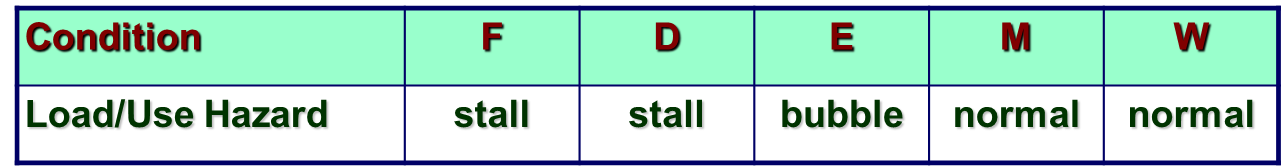 Condition F D E M W
Load/Use Hazard stall stall bubble normal normal